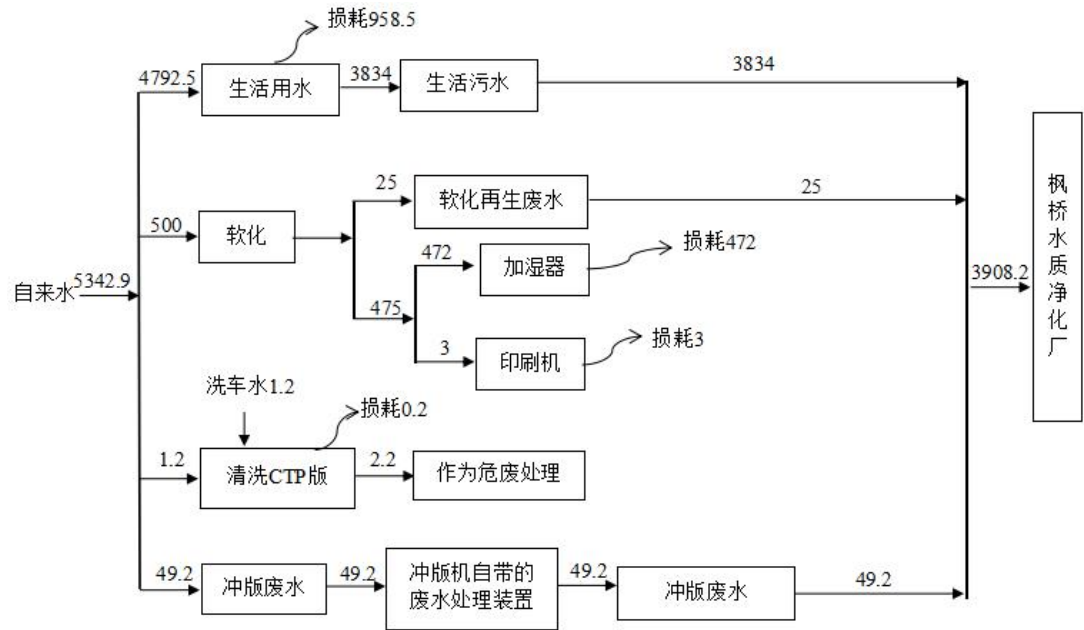 损耗958.5
4792.5
生活用水
3834
生活污水
3834
25
软化再生废水
25
500
软化
472
加湿器
损耗472
自来水
5342.9
475
3908.2
枫桥水质净化厂
3
印刷机
损耗3
洗车水1.2
损耗0.2
1.2
清洗CTP版
2.2
作为危废处理
49.2
冲版废水
49.2
冲版机自带的
废水处理装置
49.2
冲版废水
49.2